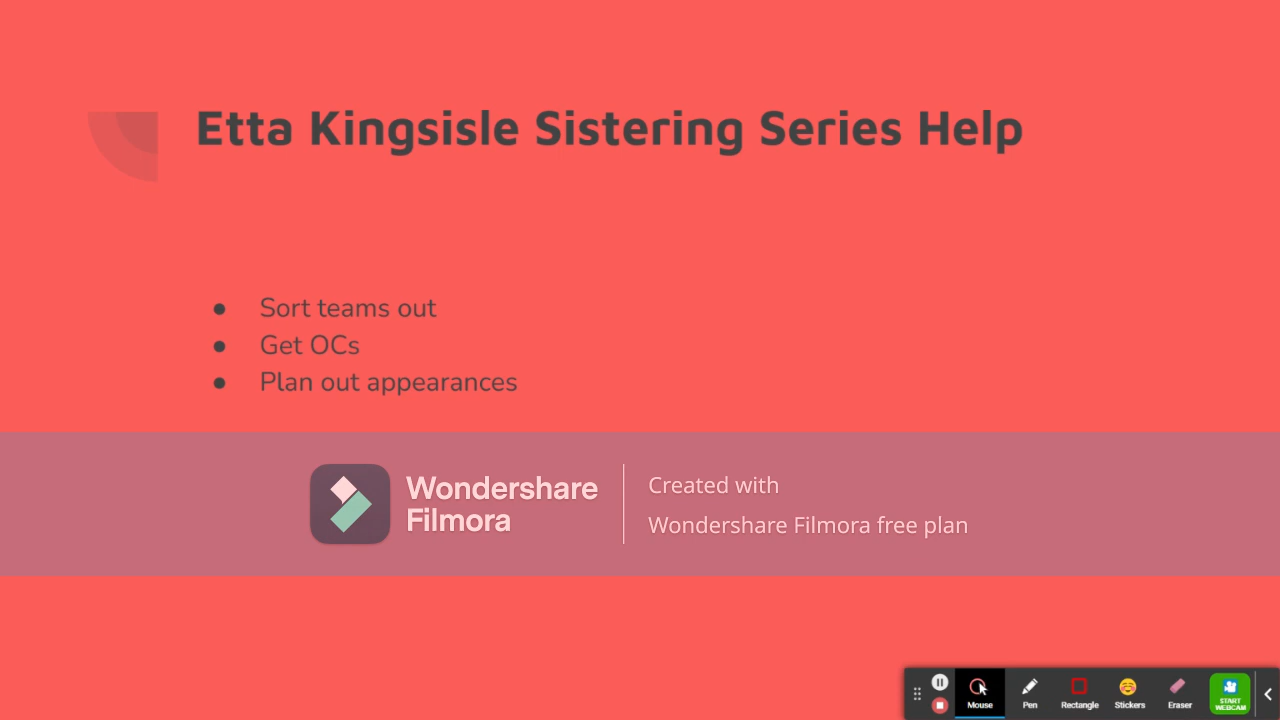 Etta Kingsisle Sistering Series Help
● Sort teams out
● Get OCs
● Plan out appearances
Wondershare
Filmora
Created with
Wondershare Filmora free plan
Mouse
Pen
Rectangle
Stickers
Eraser
START
WEBCAM